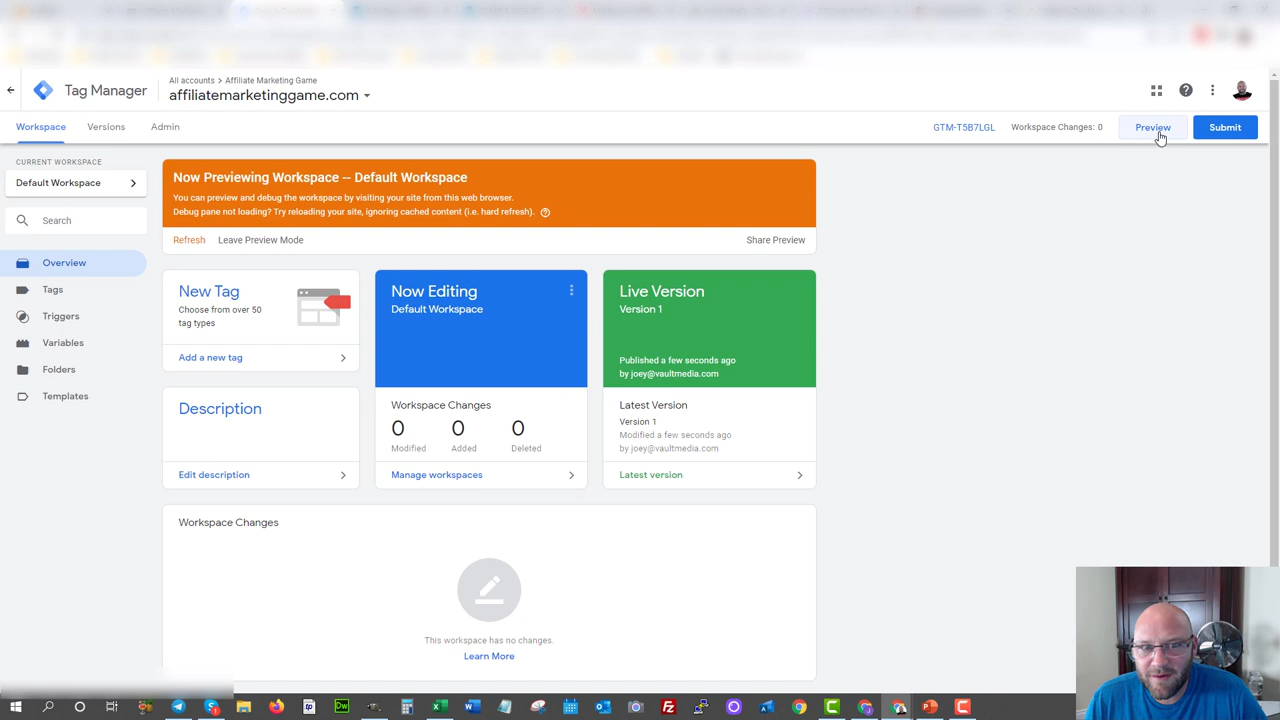 Tag Manager
All accounts > Affiliate Marketing Game
affiliatemarketinggame.com
Workspace
Versions
Admin
GTM-T5B7LGL
Workspace Changes: 0
Preview
Submit
CURRENT WORKSPACE
Default Workspace
Search
Overview
Tags
Triggers
Variables
Folders
Templates
Now Previewing Workspace -- Default Workspace
You can preview and debug the workspace by visiting your site from this web browser.
Debug pane not loading? Try reloading your site, ignoring cached content (i.e. hard refresh).
Refresh
Leave Preview Mode
Share Preview
New Tag
Choose from over 50
tag types
Add a new tag
Description
Edit description
Now Editing
Default Workspace
Workspace Changes
0 0 0
Modified Added Deleted
Manage workspaces
Live Version
Version 1
Published a few seconds ago
by joey@vaultmedia.com
Latest Version
Version 1
Modified a few seconds ago
by joey@vaultmedia.com
Latest version
Workspace Changes
This workspace has no changes.
Learn More